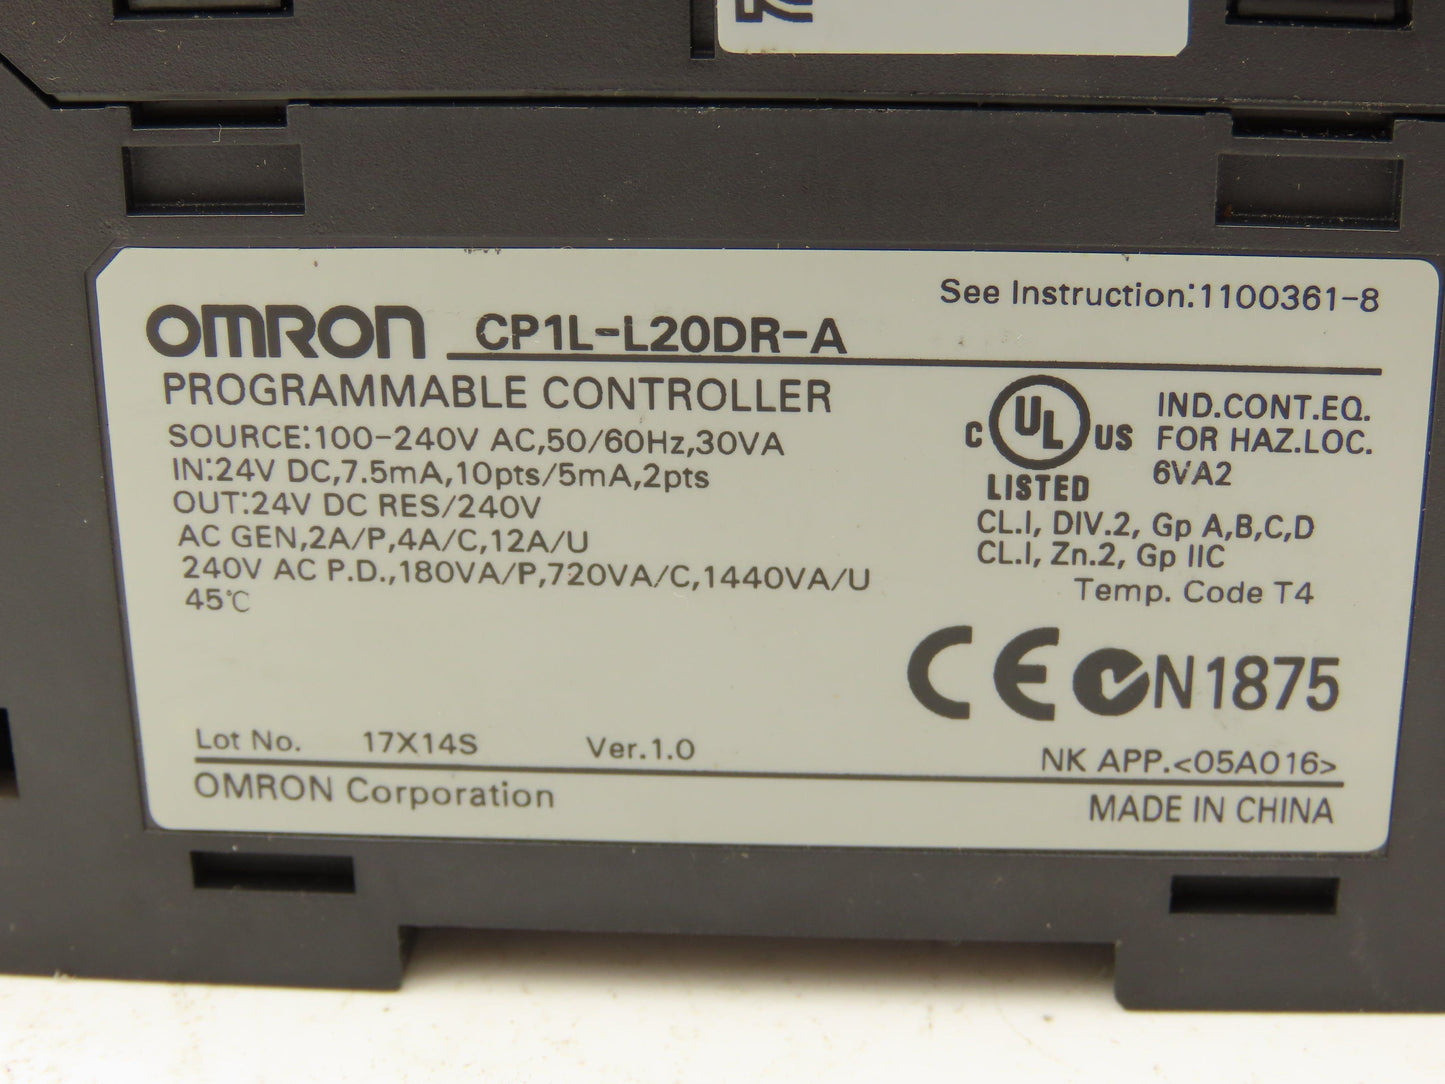 See Instruction:1100361-8
OMRON CP1L-L20DR-A
PROGRAMMABLE CONTROLLER
SOURCE:100-240V AC,50/60Hz,30VA
IN:24V DC,7.5mA,10pts/5mA,2pts
OUT:24V DC RES/240V
AC GEN,2A/P,4A/C,12A/U
240V AC P.D.,180VA/P,720VA/C,1440VA/U
45℃
C UL US
LISTED
IND.CONT.EQ.
FOR HAZ.LOC.
6VA2
CL.I, DIV.2, Gp A,B,C,D
CL.I, Zn.2, Gp IIC
Temp. Code T4
CE N1875
Lot No. 17X14S Ver.1.0
NK APP.<05A016>
OMRON Corporation
MADE IN CHINA